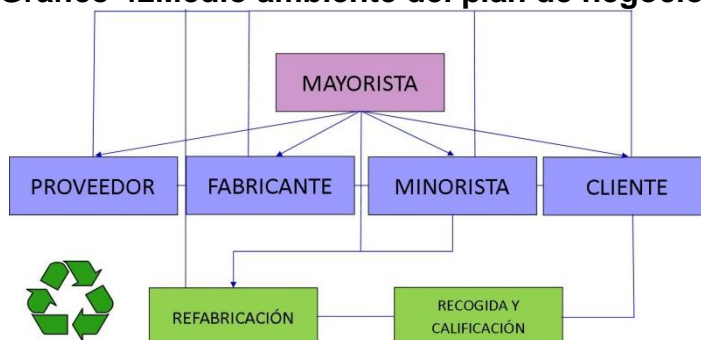 Gráfico 4.Medio ambiente del plan de negocio
MAYORISTA
PROVEEDOR
FABRICANTE
MINORISTA
CLIENTE
REFABRICACIÓN
RECOGIDA Y
CALIFICACIÓN